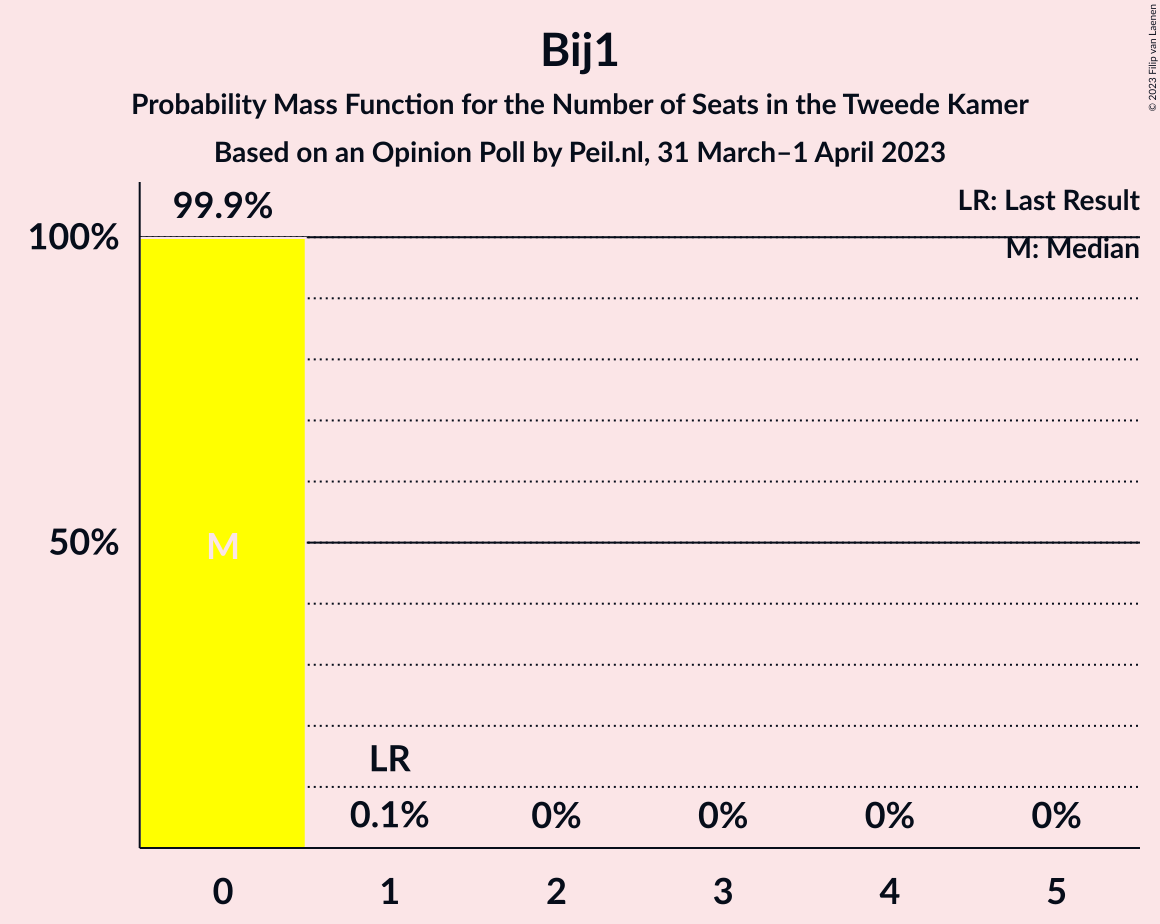 Bij1
Probability Mass Function for the Number of Seats in the Tweede Kamer
Based on an Opinion Poll by Peil.nl, 31 March–1 April 2023
© 2023 Filip van Laenen
LR: Last Result
M: Median
99.9%
100%
50%
M
LR
0.1%
0%
0%
0%
0%
0
1
2
3
4
5